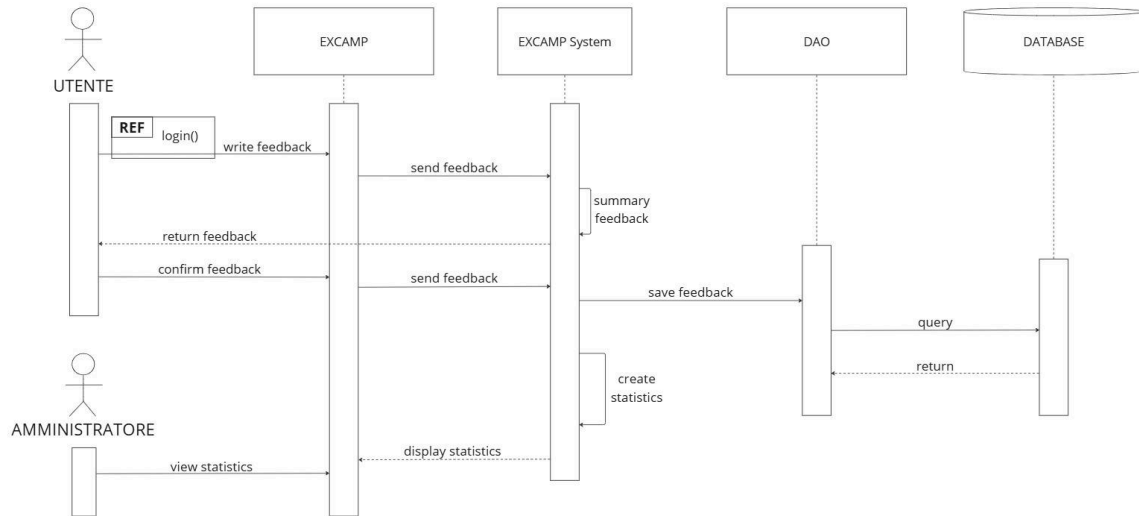 EXCAMP
EXCAMP System
DAO
DATABASE
UTENTE
REF
login()
write feedback
send feedback
summary
feedback
return feedback
confirm feedback
send feedback
save feedback
query
return
create
statistics
AMMINISTRATORE
display statistics
view statistics